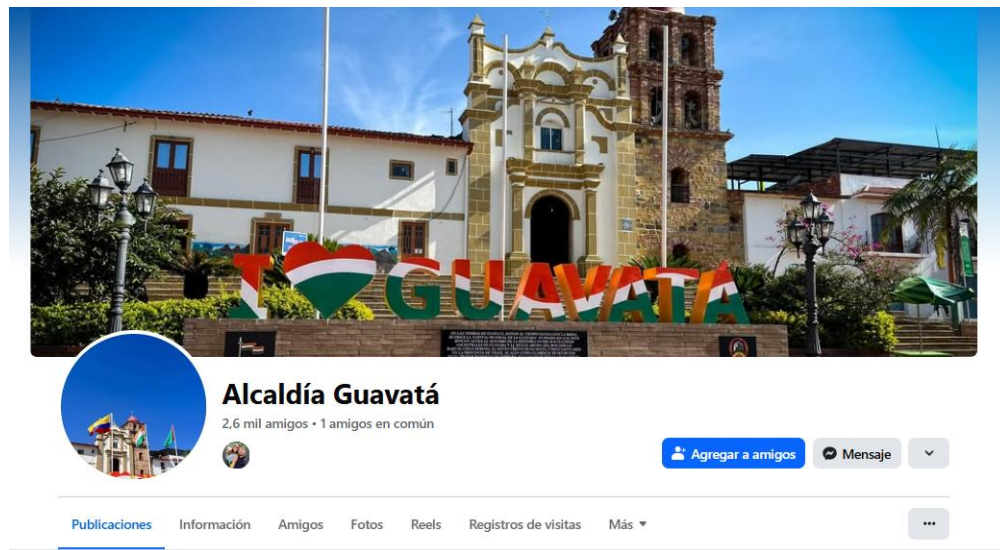 I GUAVATÁ
Alcaldía Guavatá
2,6 mil amigos • 1 amigos en común
Agregar a amigos
Mensaje
Publicaciones
Información
Amigos
Fotos
Reels
Registros de visitas
Más